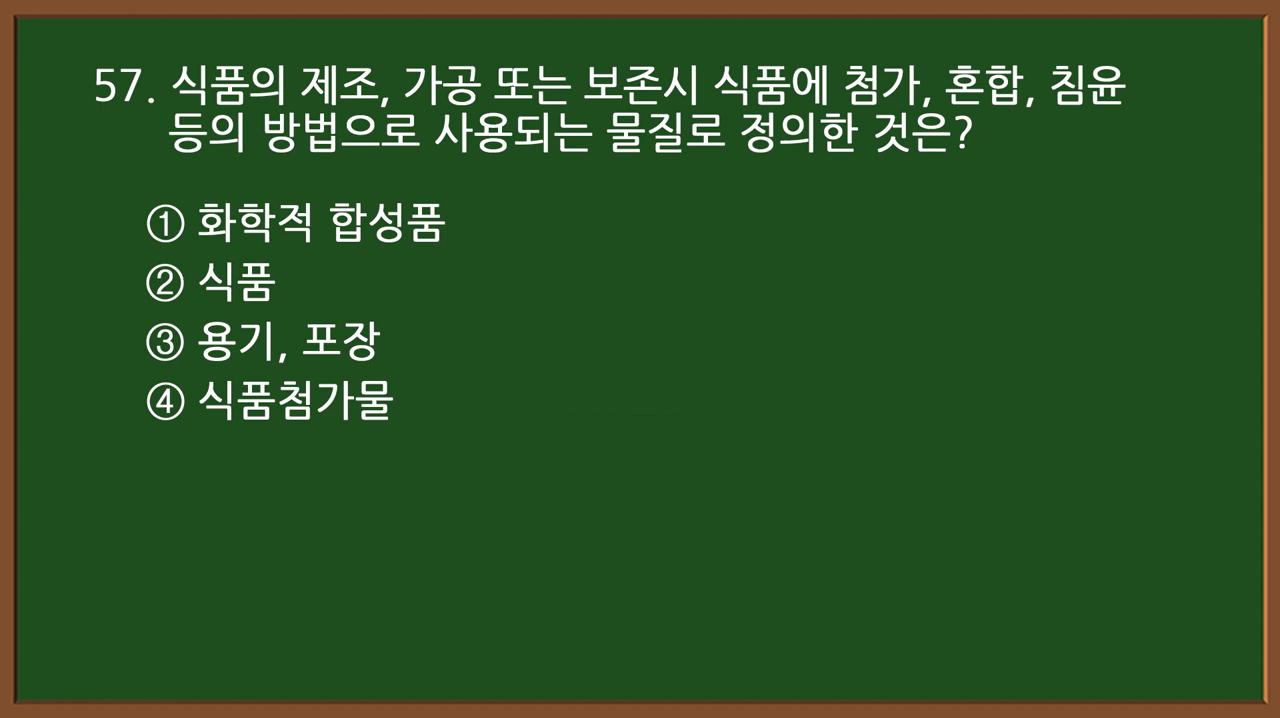 57. 식품의 제조, 가공 또는 보존시 식품에 첨가, 혼합, 침윤
등의 방법으로 사용되는 물질로 정의한 것은?
① 화학적 합성품
② 식품
③ 용기, 포장
④ 식품첨가물